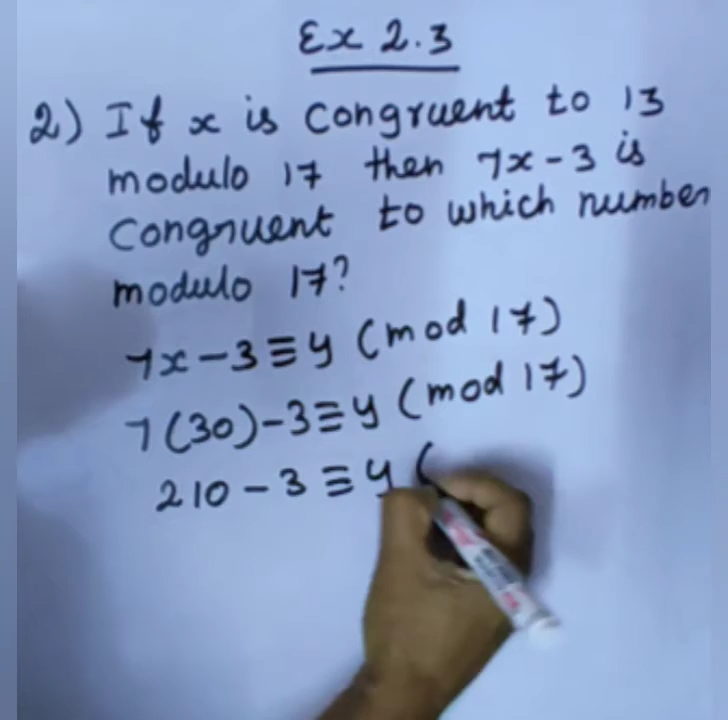 Ex 2.3
2) If x is congruent to 13
modulo 17 then 7x-3 is
congruent to which number
modulo 17?
7x-3≡y (mod 17)
7(30)-3≡y (mod 17)
210-3≡y (